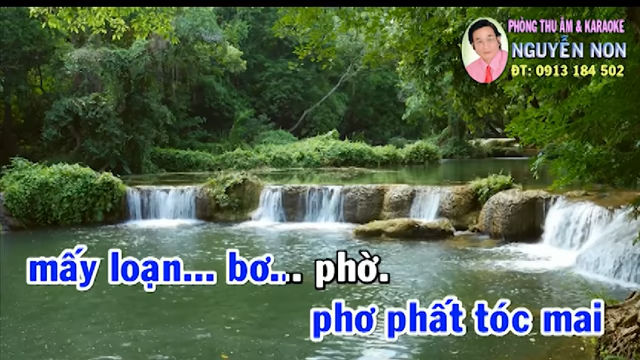 PHÒNG THU ÂM & KARAOKE
NGUYỄN NON
ĐT: 0913 184 502
mấy loạn... bơ... phờ.
phơ phất tóc mai